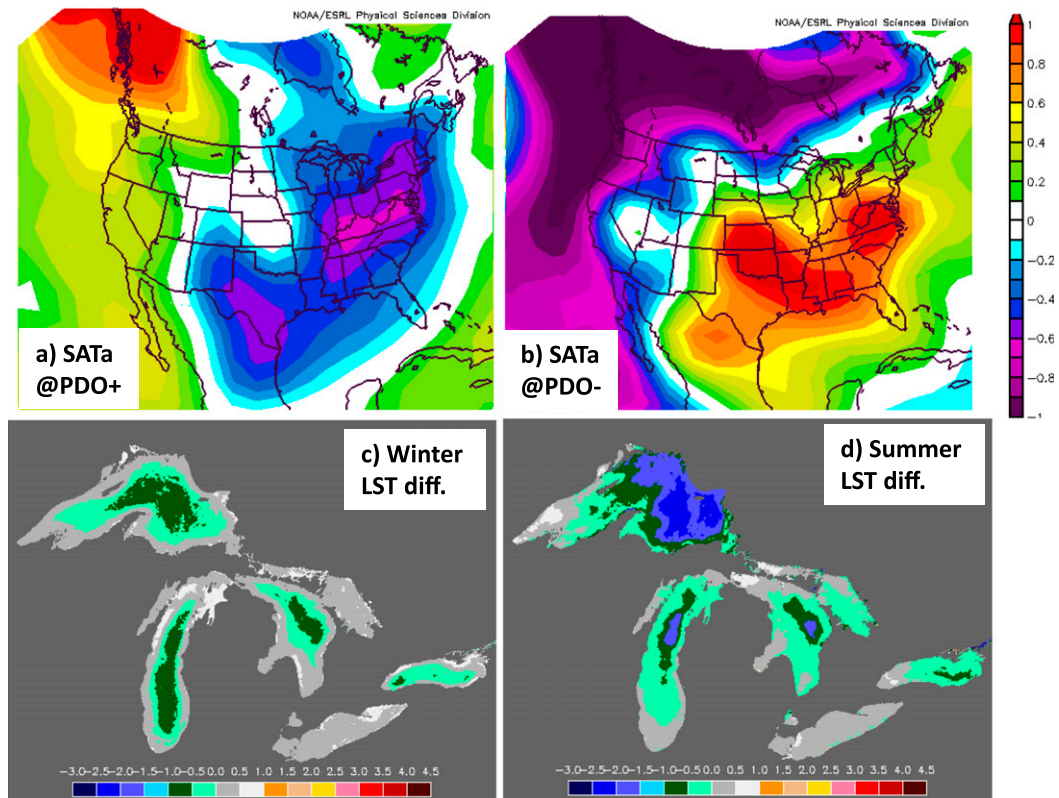 NOAA/ESRL Physical Sciences Division
NOAA/ESRL Physical Sciences Division
1
0.8
0.6
0.4
0.2
0
-0.2
-0.4
-0.6
-0.8
-1
a) SATa
@PDO+
b) SATa
@PDO-
c) Winter
LST diff.
d) Summer
LST diff.
-3.0-2.5-2.0-1.5-1.0-0.5 0.0 0.5 1.0 1.5 2.0 2.5 3.0 3.5 4.0 4.5
-3.0-2.5-2.0-1.5-1.0-0.5 0.0 0.5 1.0 1.5 2.0 2.5 3.0 3.5 4.0 4.5